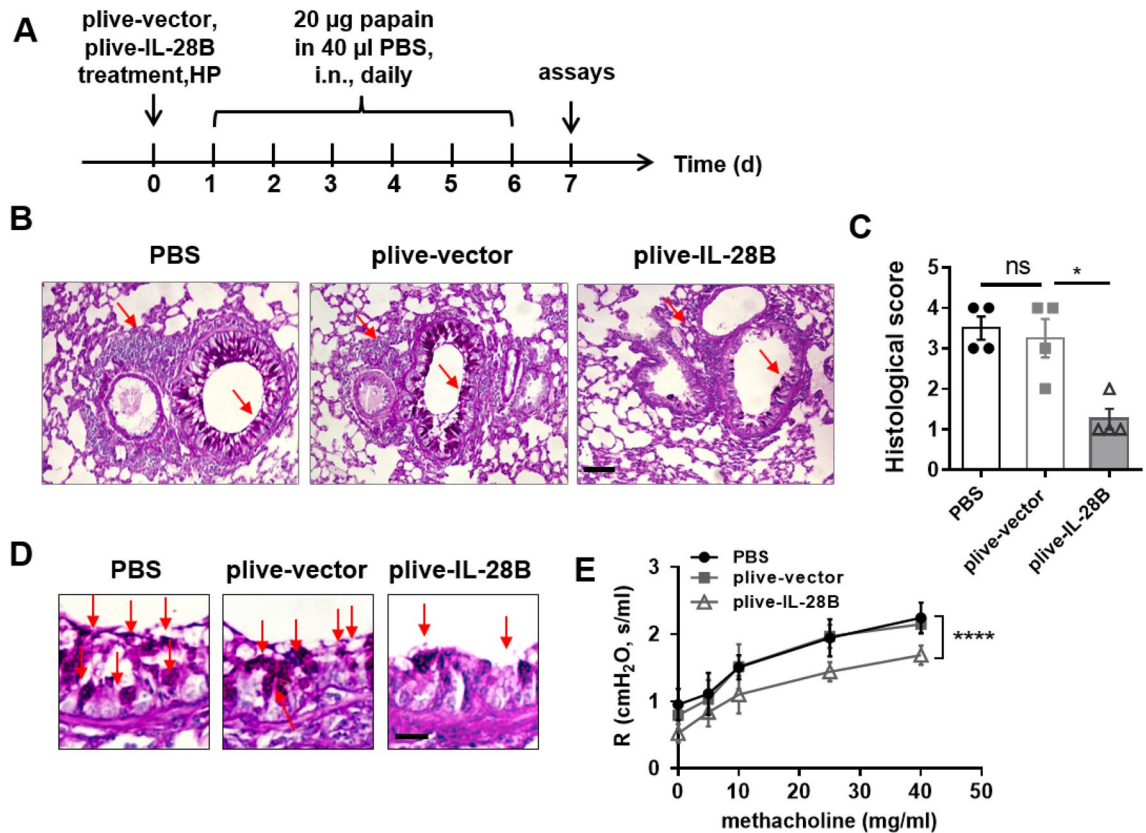 A
plive-vector,
plive-IL-28B
treatment,HP
20 µg papain
in 40 µl PBS,
i.n., daily
assays
0 1 2 3 4 5 6 7
Time (d)
B
PBS plive-vector plive-IL-28B
C
Histological score
5
4
3
2
1
0
ns *
PBS
plive-vector
plive-IL-28B
D
PBS plive-vector plive-IL-28B
E
PBS
plive-vector
plive-IL-28B
R (cmH₂O, s/ml)
3
2
1
0
****
0 10 20 30 40 50
methacholine (mg/ml)